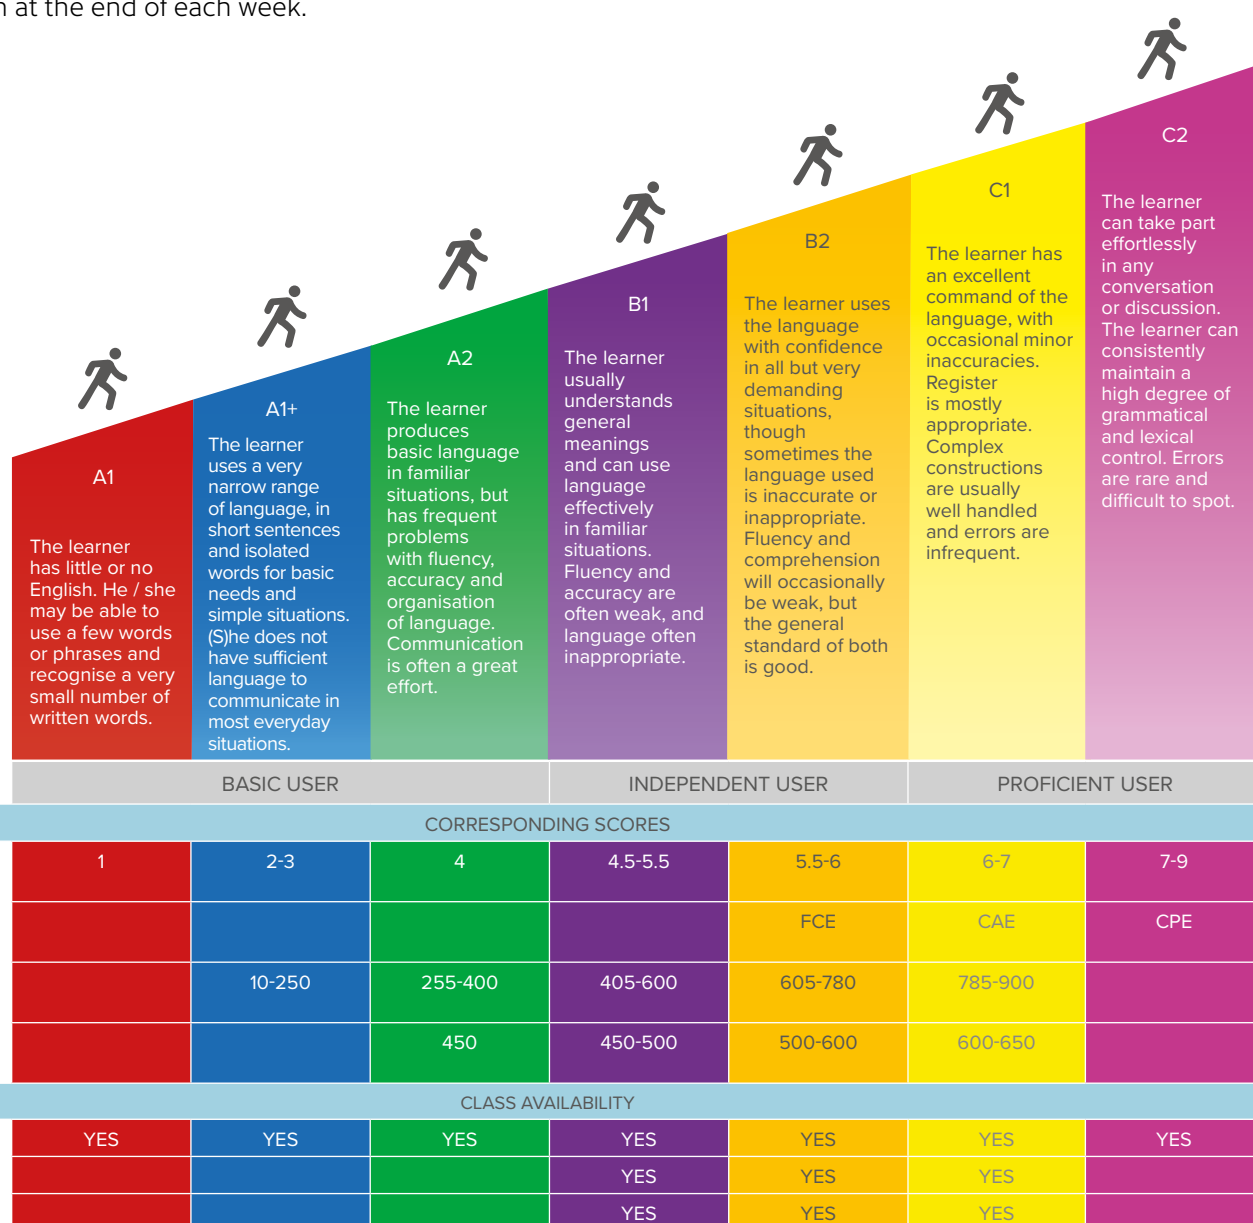 n at the end of each week.
A1
The learner
has little or no
English. He / she
may be able to
use a few words
or phrases and
recognise a very
small number of
written words.
A1+
The learner
uses a very
narrow range
of language, in
short sentences
and isolated
words for basic
needs and
simple situations.
(S)he does not
have sufficient
language to
communicate in
most everyday
situations.
A2
The learner
produces
basic language
in familiar
situations, but
has frequent
problems
with fluency,
accuracy and
organisation
of language.
Communication
is often a great
effort.
B1
The learner
usually
understands
general
meanings
and can use
language
effectively
in familiar
situations.
Fluency and
accuracy are
often weak, and
language often
inappropriate.
B2
The learner uses
the language
with confidence
in all but very
demanding
situations,
though
sometimes the
language used
is inaccurate or
inappropriate.
Fluency and
comprehension
will occasionally
be weak, but
the general
standard of both
is good.
C1
The learner has
an excellent
command of the
language, with
occasional minor
inaccuracies.
Register
is mostly
appropriate.
Complex
constructions
are usually
well handled
and errors are
infrequent.
C2
The learner
can take part
effortlessly
in any
conversation
or discussion.
The learner can
consistently
maintain a
high degree of
grammatical
and lexical
control. Errors
are rare and
difficult to spot.
BASIC USER INDEPENDENT USER PROFICIENT USER
CORRESPONDING SCORES
1 2-3 4 4.5-5.5 5.5-6 6-7 7-9
FCE CAE CPE
10-250 255-400 405-600 605-780 785-900
450 450-500 500-600 600-650
CLASS AVAILABILITY
YES YES YES YES YES YES YES
YES YES YES
YES YES YES